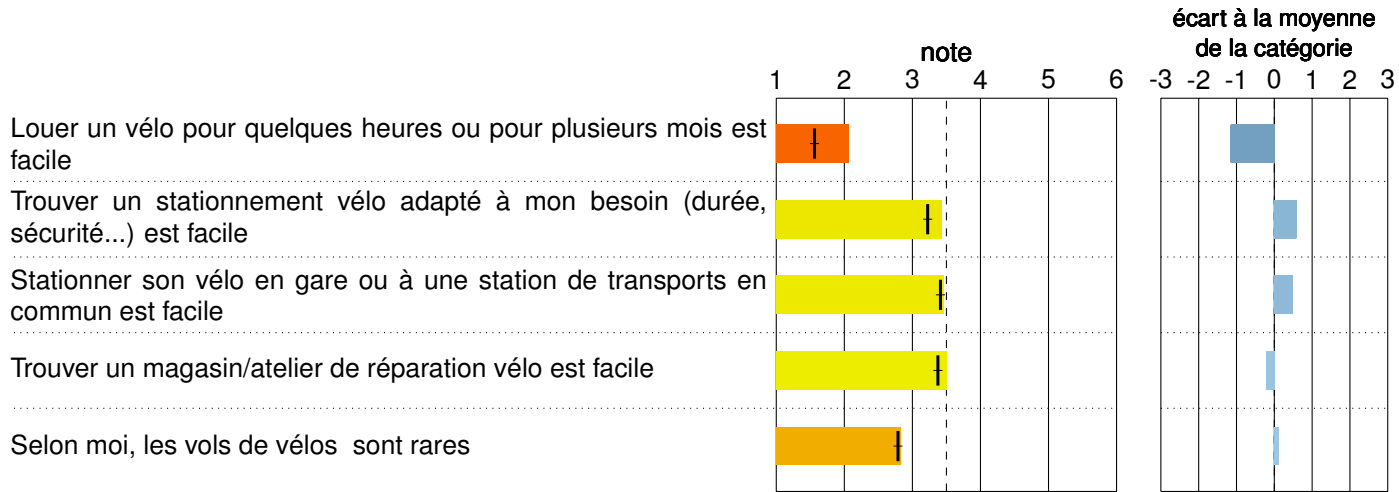 écart à la moyenne
de la catégorie
note
1 2 3 4 5 6
-3 -2 -1 0 1 2 3
Louer un vélo pour quelques heures ou pour plusieurs mois est
facile
Trouver un stationnement vélo adapté à mon besoin (durée,
sécurité...) est facile
Stationner son vélo en gare ou à une station de transports en
commun est facile
Trouver un magasin/atelier de réparation vélo est facile
Selon moi, les vols de vélos  sont rares